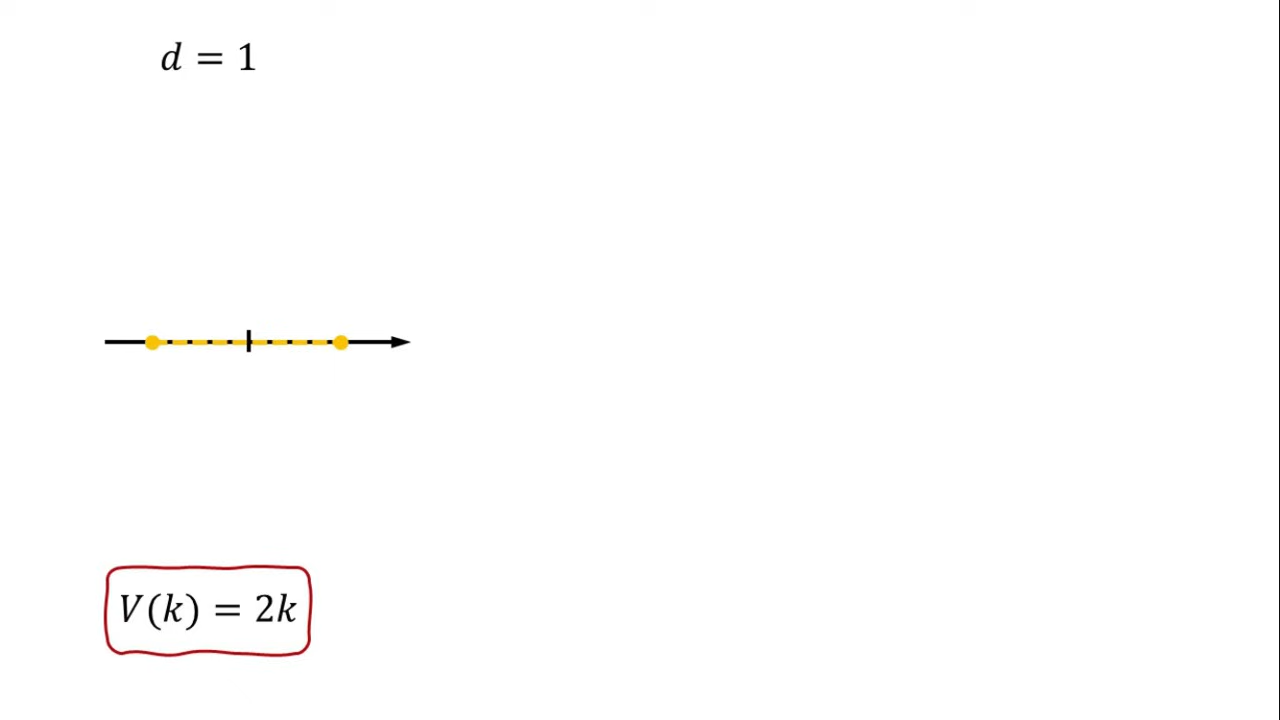 d = 1
V(k) = 2k